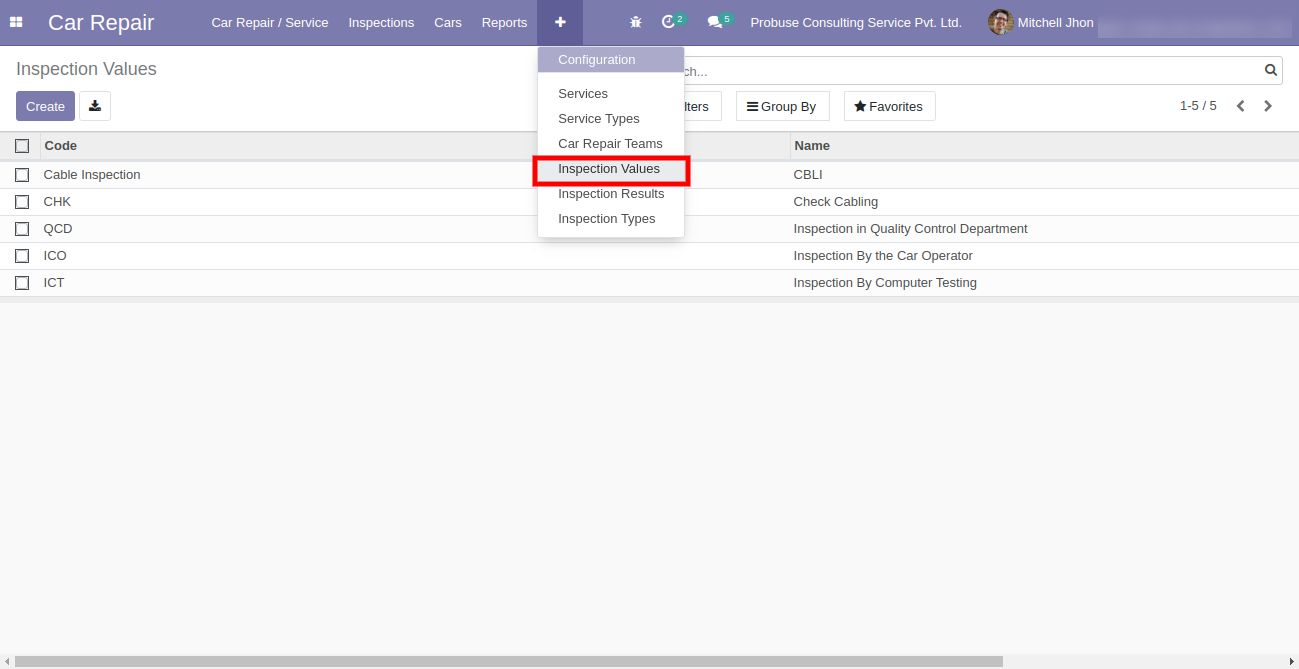 Car Repair Car Repair / Service Inspections Cars Reports 2 5 Probuse Consulting Service Pvt. Ltd. Mitchell Jhon
Configuration
Services
Service Types
Car Repair Teams
Inspection Values
Inspection Results
Inspection Types
Inspection Values
ch...
Create lters Group By Favorites 1-5 / 5
Code Name
Cable Inspection CBLI
CHK Check Cabling
QCD Inspection in Quality Control Department
ICO Inspection By the Car Operator
ICT Inspection By Computer Testing